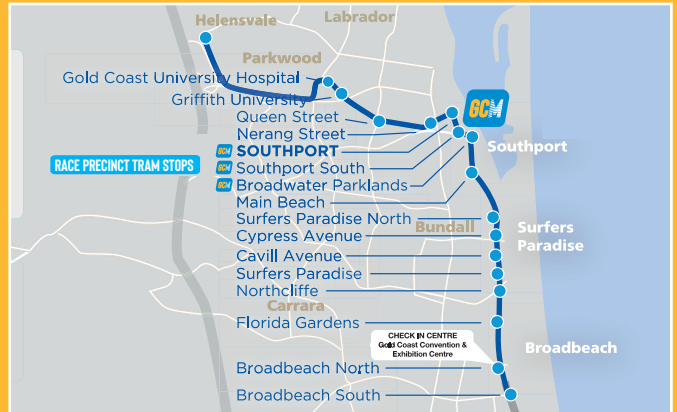 Helensvale
Labrador
Parkwood
Gold Coast University Hospital
Griffith University
Queen Street
GCM
Nerang Street
GCM SOUTHPORT
Southport
RACE PRECINCT TRAM STOPS
GCM Southport South
GCM Broadwater Parklands
Main Beach
Surfers Paradise North
Bundall
Surfers
Paradise
Cypress Avenue
Cavill Avenue
Surfers Paradise
Northcliffe
Carrara
Florida Gardens
CHECK IN CENTRE
Gold Coast Convention &
Exhibition Centre
Broadbeach
Broadbeach North
Broadbeach South